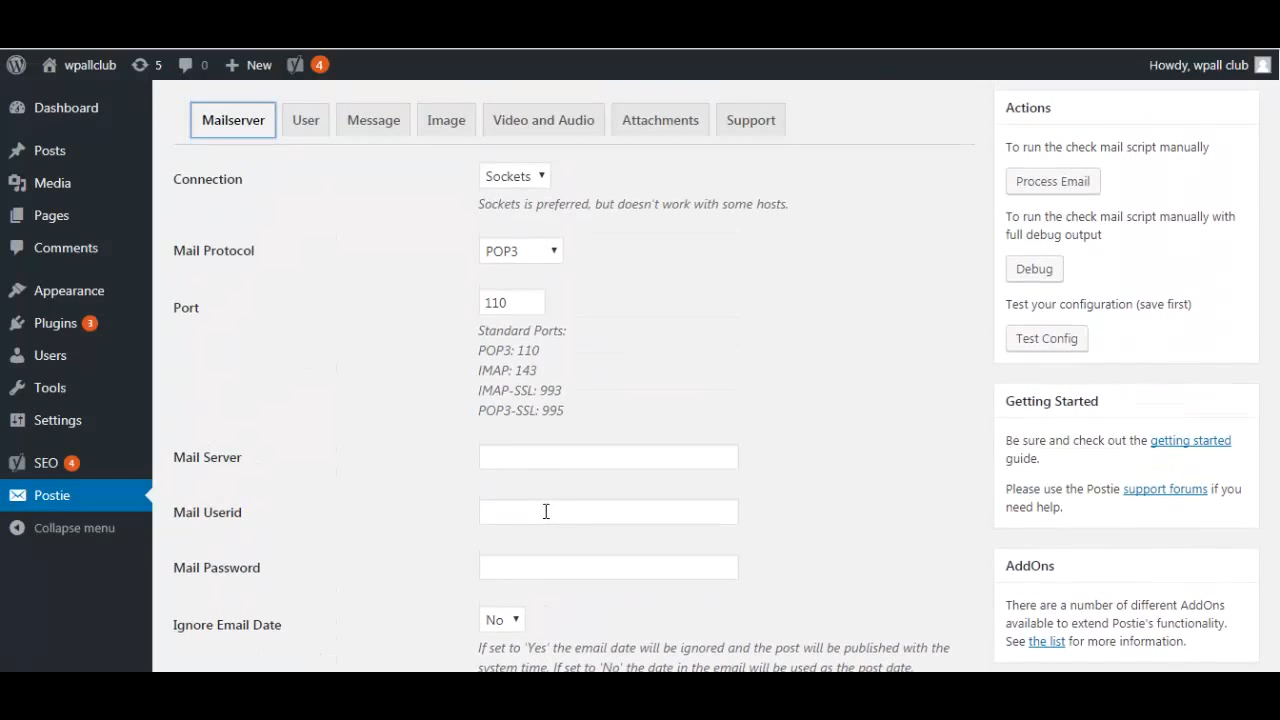 wpallclub 5 0 New 4 Howdy, wpall club
Dashboard
Posts
Media
Pages
Comments
Appearance
Plugins 3
Users
Tools
Settings
SEO 4
Postie
Collapse menu
Mailserver User Message Image Video and Audio Attachments Support
Connection Sockets
Sockets is preferred, but doesn't work with some hosts.
Mail Protocol POP3
Port 110
Standard Ports:
POP3: 110
IMAP: 143
IMAP-SSL: 993
POP3-SSL: 995
Mail Server
Mail Userid
Mail Password
Ignore Email Date No
If set to 'Yes' the email date will be ignored and the post will be published with the
system time. If set to 'No' the date in the email will be used as the post date.
Actions
To run the check mail script manually
Process Email
To run the check mail script manually with
full debug output
Debug
Test your configuration (save first)
Test Config
Getting Started
Be sure and check out the getting started
guide.
Please use the Postie support forums if you
need help.
AddOns
There are a number of different AddOns
available to extend Postie's functionality.
See the list for more information.